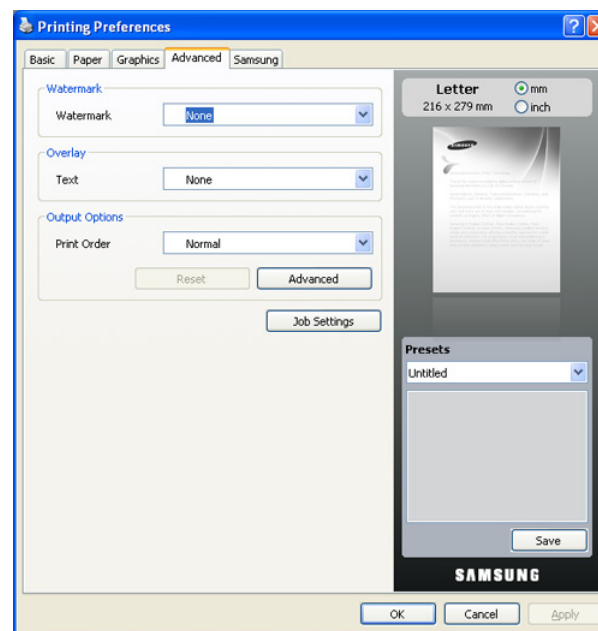 Printing Preferences
Basic Paper Graphics Advanced Samsung
Watermark
Watermark None
Overlay
Text None
Output Options
Print Order Normal
Reset Advanced
Job Settings
Letter
216 x 279 mm
mm
inch
SAMSUNG
Presets
Untitled
Save
SAMSUNG
OK Cancel Apply